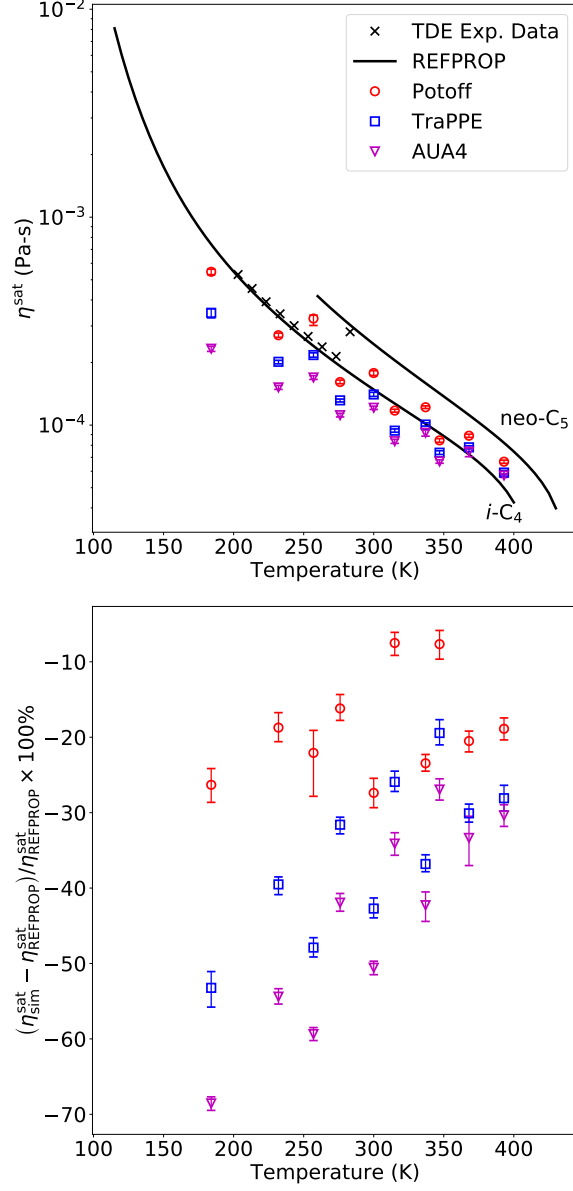 10⁻²
10⁻³
10⁻⁴
η^sat (Pa-s)
TDE Exp. Data
REFPROP
Potoff
TraPPE
AUA4
neo-C₅
i-C₄
100 150 200 250 300 350 400
Temperature (K)
−10
−20
−30
−40
−50
−60
−70
(η^sat_sim − η^sat_REFPROP)/η^sat_REFPROP × 100%
100 150 200 250 300 350 400
Temperature (K)